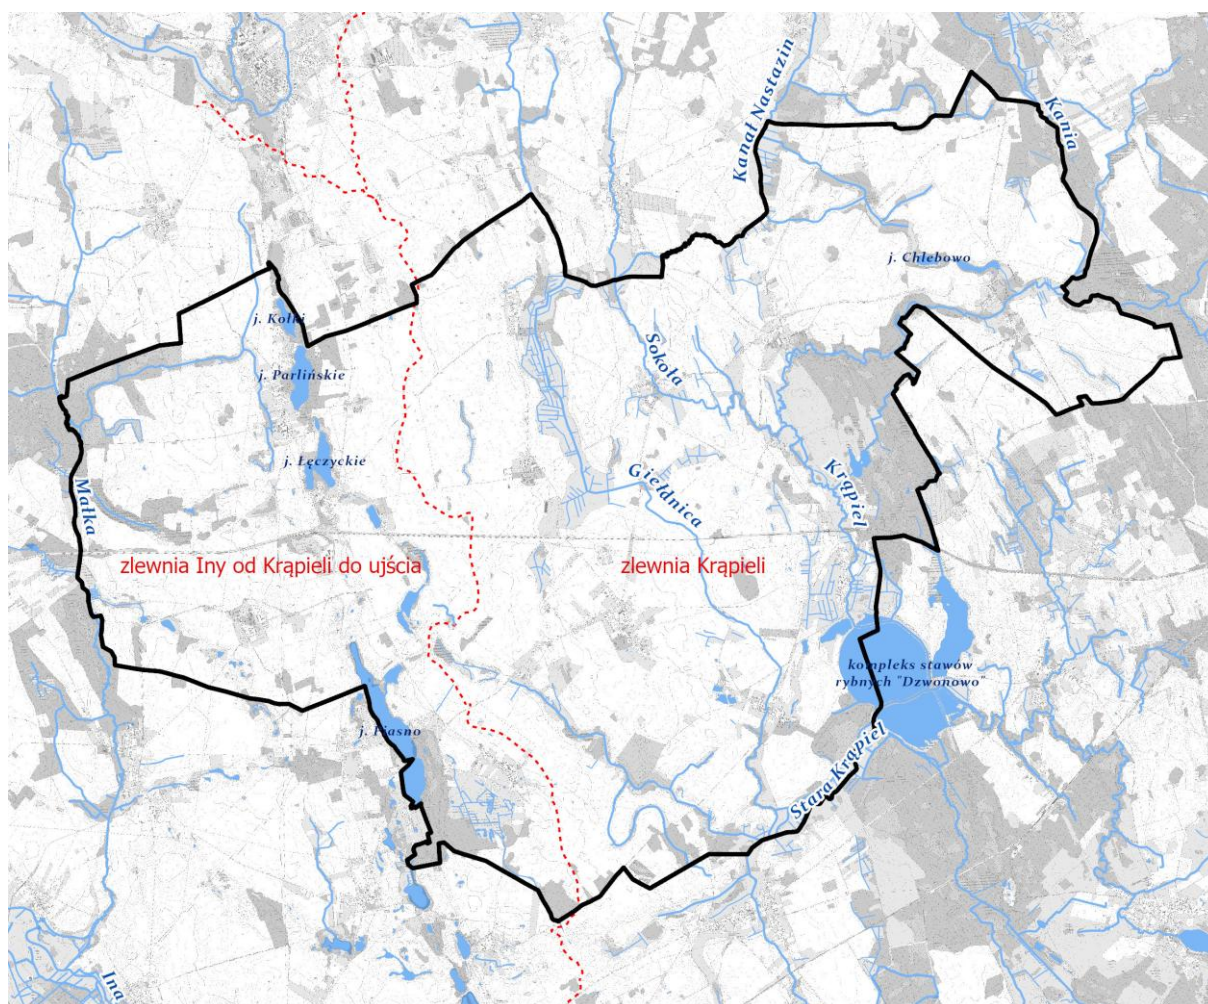 Kanał Nastazin
Kania
j. Chlebowo
j. Kołki
Sokoła
j. Parlińskie
j. Łęczyckie
Giełdnica
Krąpiel
Małka
zlewnia Iny od Krąpieli do ujścia
zlewnia Krąpieli
kompleks stawów
rybnych "Dzwonowo"
j. Piasno
Stara Krąpiel
Ina